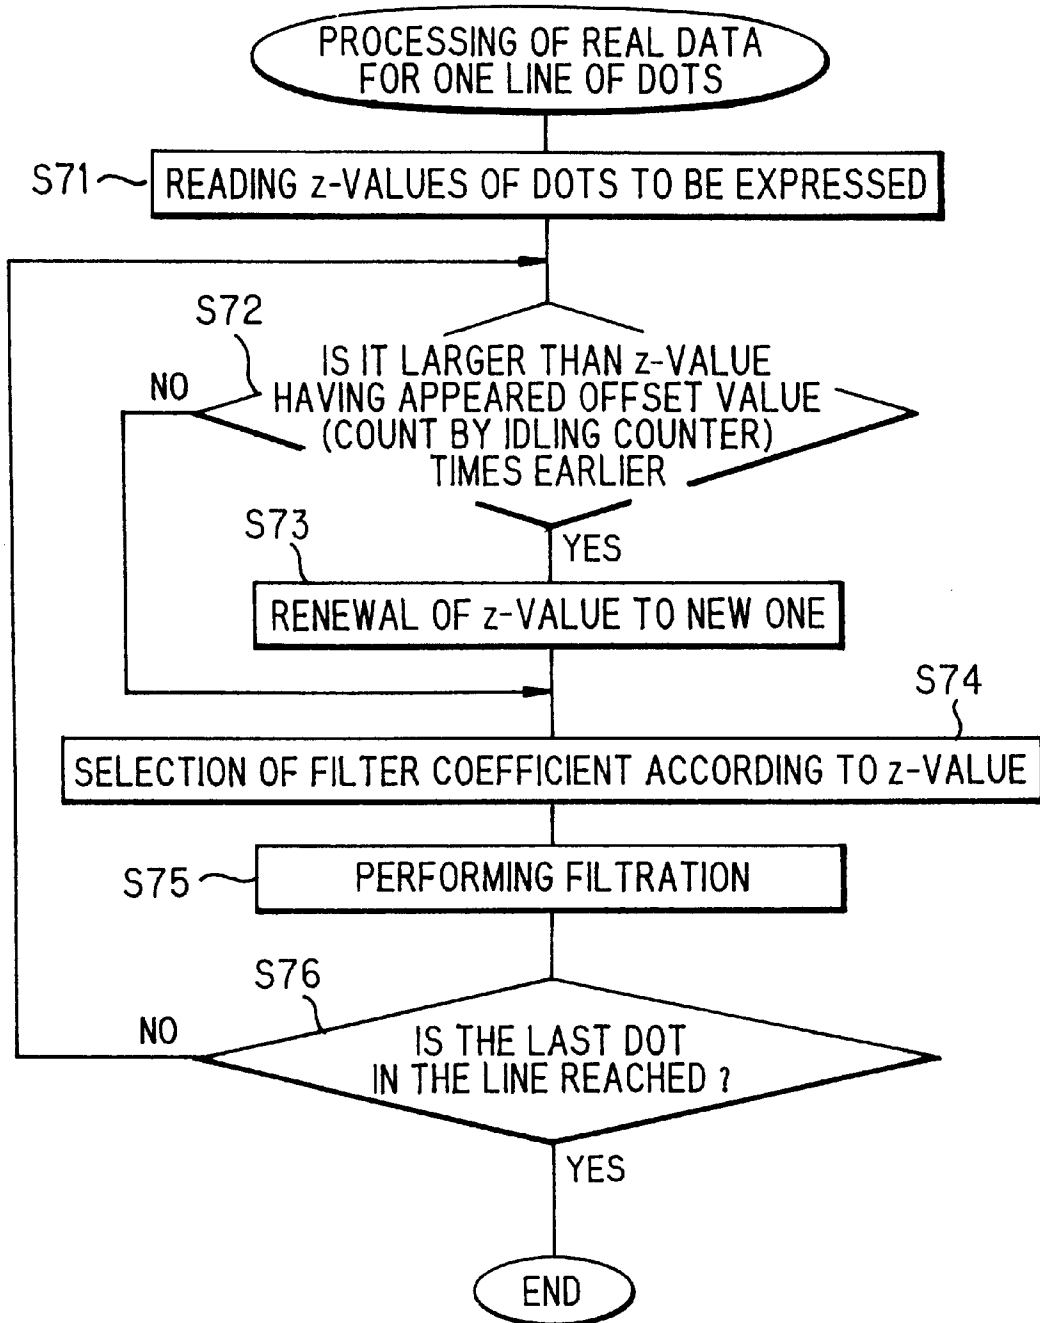 PROCESSING OF REAL DATA
FOR ONE LINE OF DOTS
S71
READING z-VALUES OF DOTS TO BE EXPRESSED
S72
NO
IS IT LARGER THAN z-VALUE
HAVING APPEARED OFFSET VALUE
(COUNT BY IDLING COUNTER)
TIMES EARLIER
YES
S73
RENEWAL OF z-VALUE TO NEW ONE
S74
SELECTION OF FILTER COEFFICIENT ACCORDING TO z-VALUE
S75
PERFORMING FILTRATION
S76
NO
IS THE LAST DOT
IN THE LINE REACHED ?
YES
END